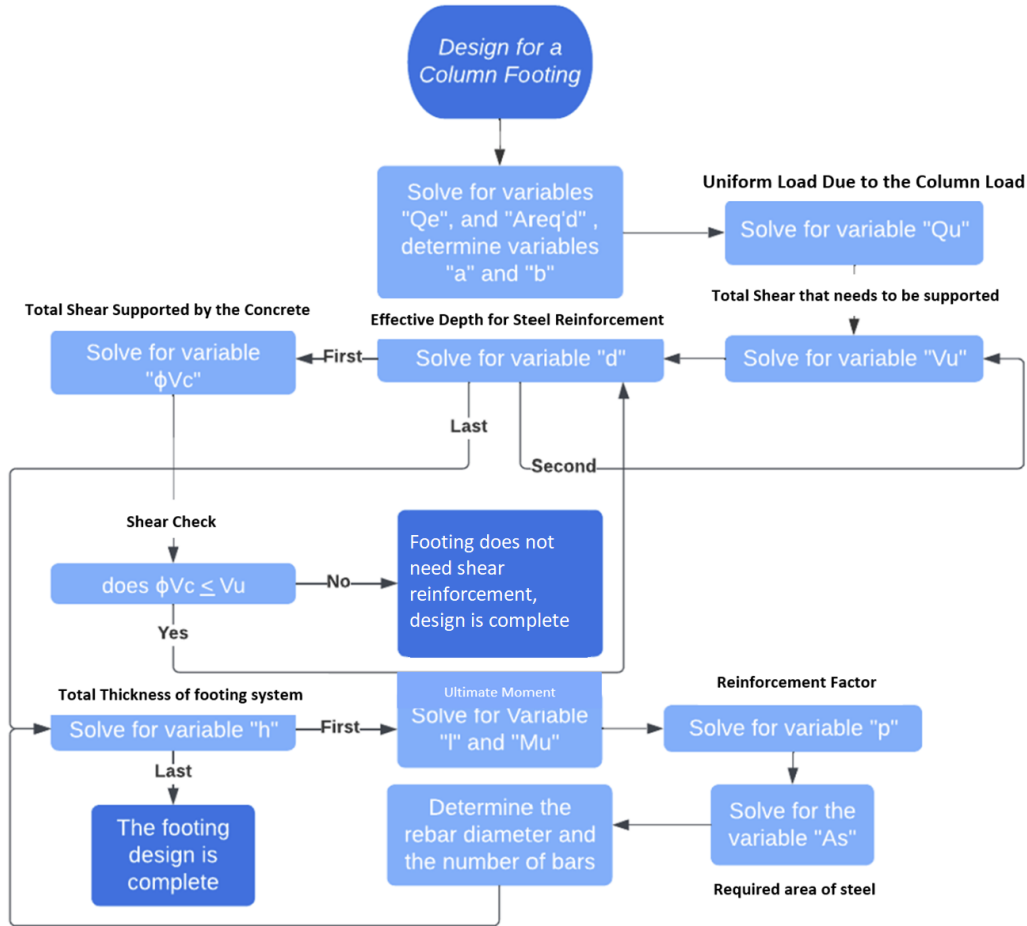 Design for a
Column Footing
Solve for variables
"Qe", and "Areq'd" ,
determine variables
"a" and "b"
Uniform Load Due to the Column Load
Solve for variable "Qu"
Total Shear that needs to be supported
Solve for variable "Vu"
Effective Depth for Steel Reinforcement
Solve for variable "d"
Total Shear Supported by the Concrete
First
Solve for variable
"ϕVc"
Last
Second
Shear Check
does ϕVc ≤ Vu
No
Footing does not
need shear
reinforcement,
design is complete
Yes
Total Thickness of footing system
Solve for variable "h"
First
Ultimate Moment
Solve for Variable
"l" and "Mu"
Reinforcement Factor
Solve for variable "p"
Last
The footing
design is
complete
Determine the
rebar diameter and
the number of bars
Solve for the
variable "As"
Required area of steel